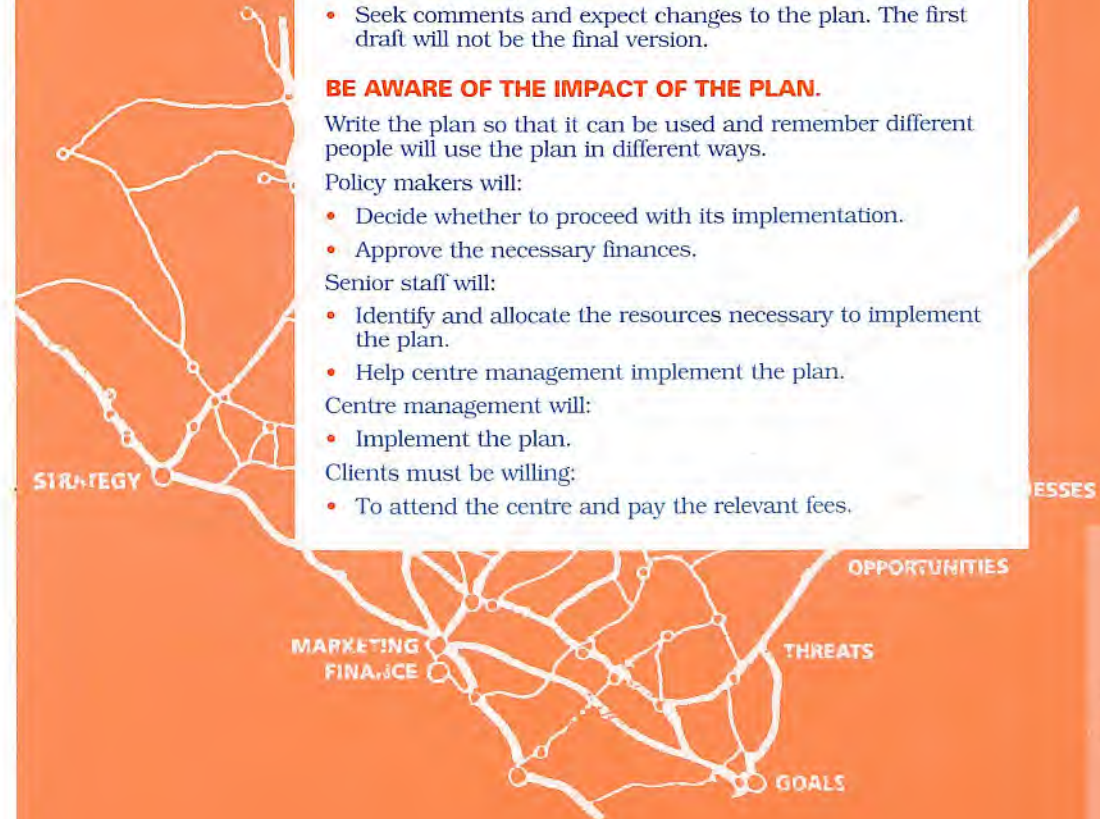 • Seek comments and expect changes to the plan. The first
draft will not be the final version.
BE AWARE OF THE IMPACT OF THE PLAN.
Write the plan so that it can be used and remember different
people will use the plan in different ways.
Policy makers will:
• Decide whether to proceed with its implementation.
• Approve the necessary finances.
Senior staff will:
• Identify and allocate the resources necessary to implement
the plan.
• Help centre management implement the plan.
Centre management will:
• Implement the plan.
Clients must be willing:
• To attend the centre and pay the relevant fees.
STRATEGY
ESSES
OPPORTUNITIES
MARKETING
FINANCE
THREATS
GOALS